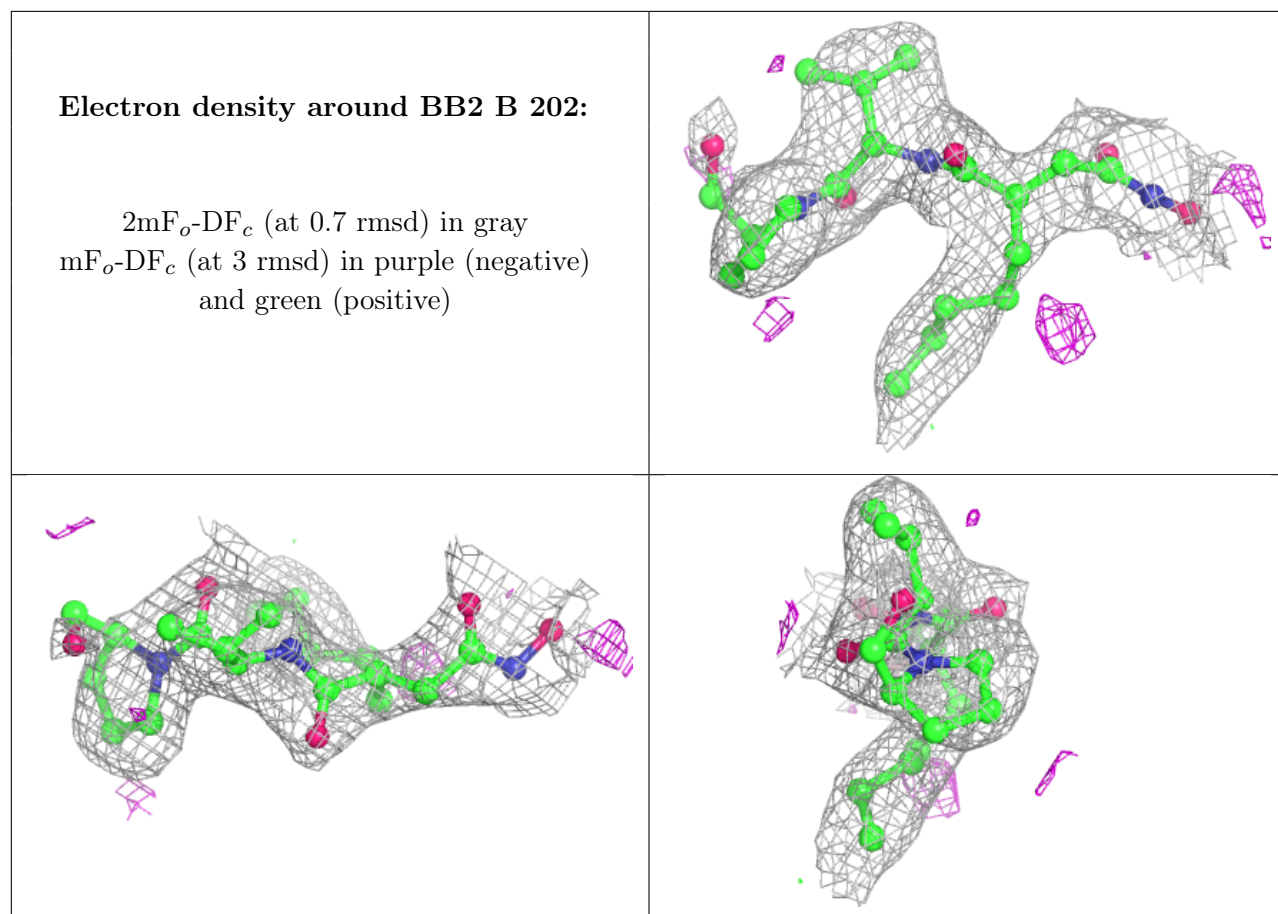 Electron density around BB2 B 202:
2mFo-DFc (at 0.7 rmsd) in gray
mFo-DFc (at 3 rmsd) in purple (negative)
and green (positive)